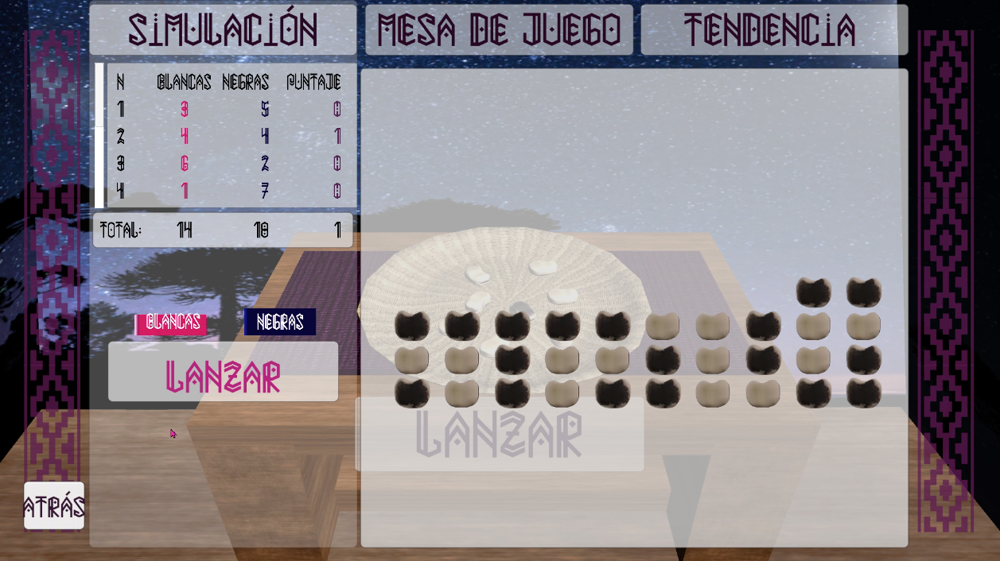 SIMULACIÓN
MESA DE JUEGO
TENDENCIA
N BLANCAS NEGRAS PUNTAJE
1 3 5 0
2 4 4 1
3 6 2 0
4 1 7 0
TOTAL: 14 18 1
BLANCAS
NEGRAS
LANZAR
LANZAR
ATRÁS